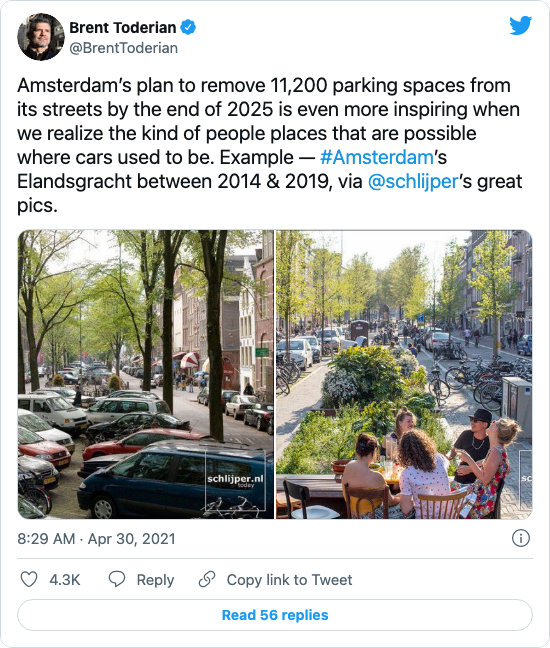 Brent Toderian
@BrentToderian
Amsterdam’s plan to remove 11,200 parking spaces from
its streets by the end of 2025 is even more inspiring when
we realize the kind of people places that are possible
where cars used to be. Example — #Amsterdam’s
Elandsgracht between 2014 & 2019, via @schlijper’s great
pics.
schlijper.nl
today
sc
8:29 AM · Apr 30, 2021
4.3K Reply Copy link to Tweet
Read 56 replies